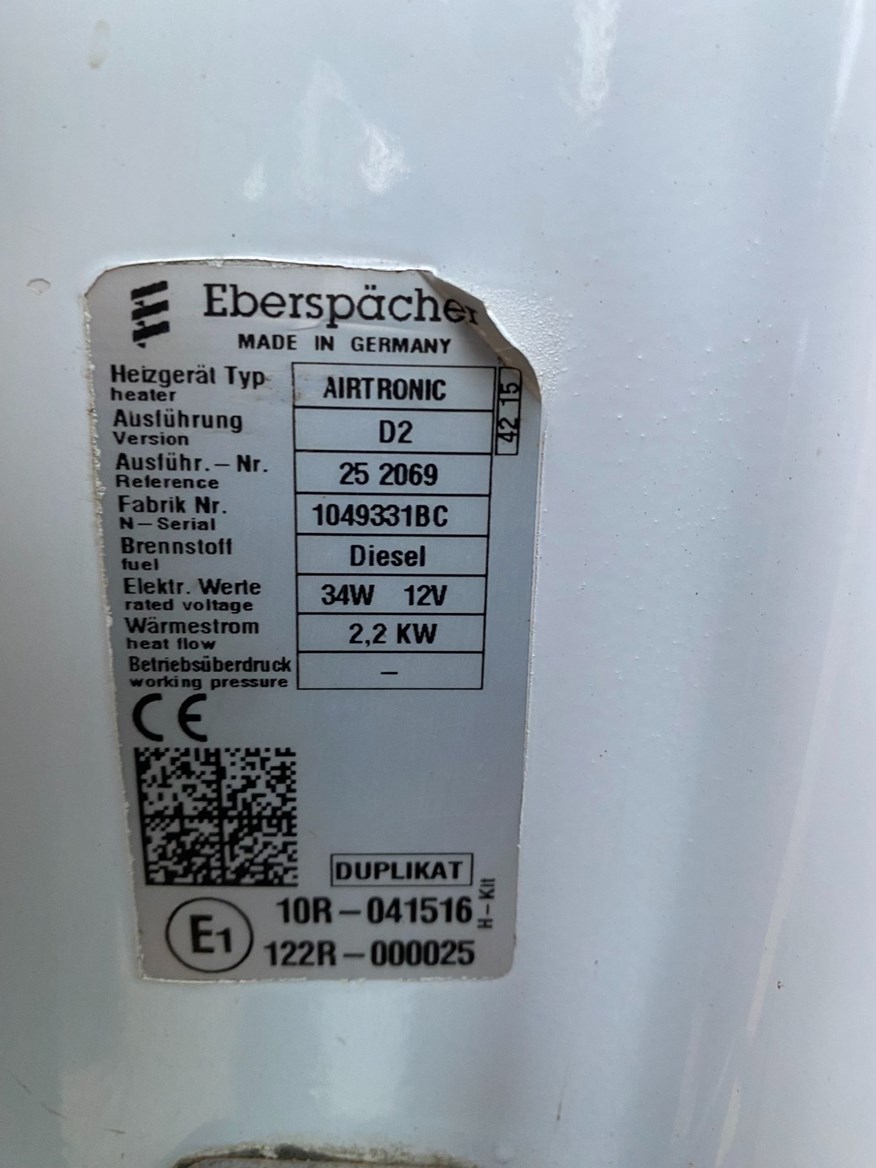 Eberspächer
MADE IN GERMANY
Heizgerät Typ AIRTRONIC
heater
42 15
Ausführung D2
Version
Ausführ.-Nr. 25 2069
Reference
Fabrik Nr. 1049331BC
N-Serial
Brennstoff Diesel
fuel
Elektr. Werte 34W 12V
rated voltage
Wärmestrom 2,2 KW
heat flow
Betriebsüberdruck –
working pressure
CE
DUPLIKAT
H-Kit
E1
10R-041516
122R-000025